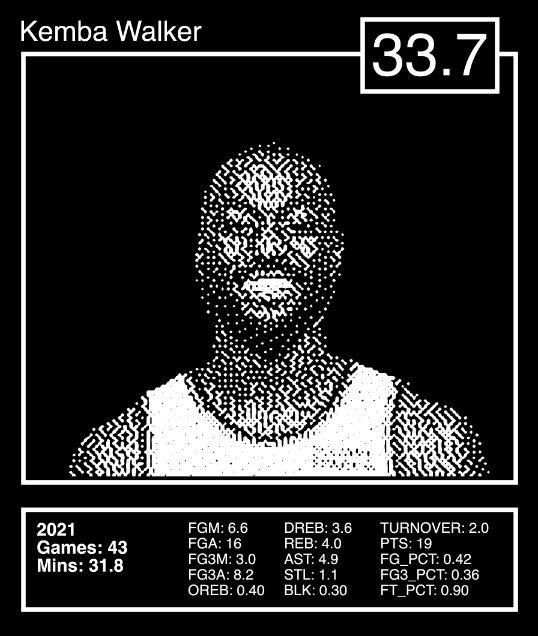 Kemba Walker
33.7
2021
Games: 43
Mins: 31.8
FGM: 6.6
FGA: 16
FG3M: 3.0
FG3A: 8.2
OREB: 0.40
DREB: 3.6
REB: 4.0
AST: 4.9
STL: 1.1
BLK: 0.30
TURNOVER: 2.0
PTS: 19
FG_PCT: 0.42
FG3_PCT: 0.36
FT_PCT: 0.90